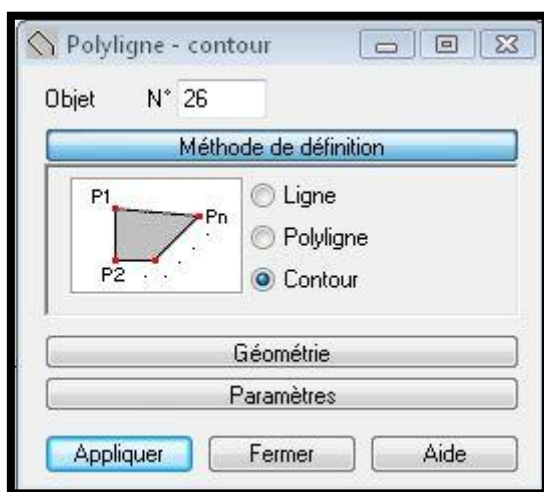 Polyligne - contour
Objet N° 26
Méthode de définition
P1
Pn
P2
Ligne
Polyligne
Contour
Géométrie
Paramètres
Appliquer Fermer Aide